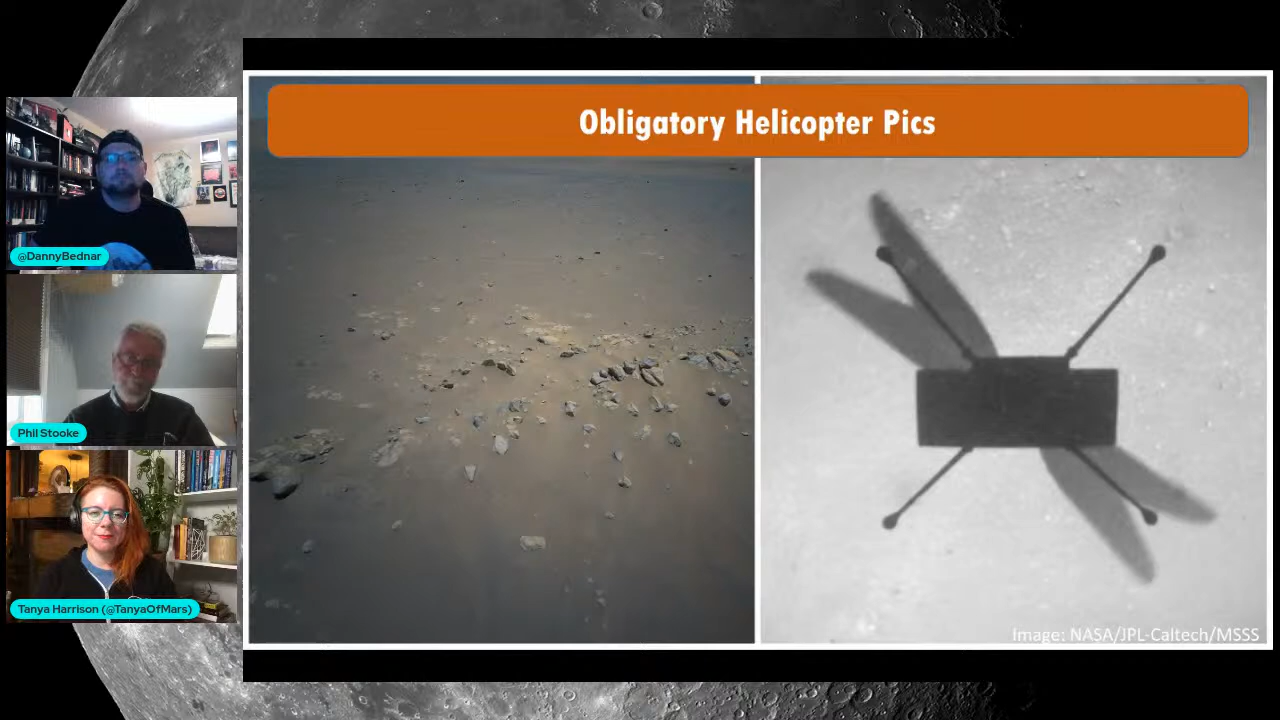 Obligatory Helicopter Pics
@DannyBednar
Phil Stooke
Tanya Harrison (@TanyaOfMars)
Image: NASA/JPL-Caltech/MSSS